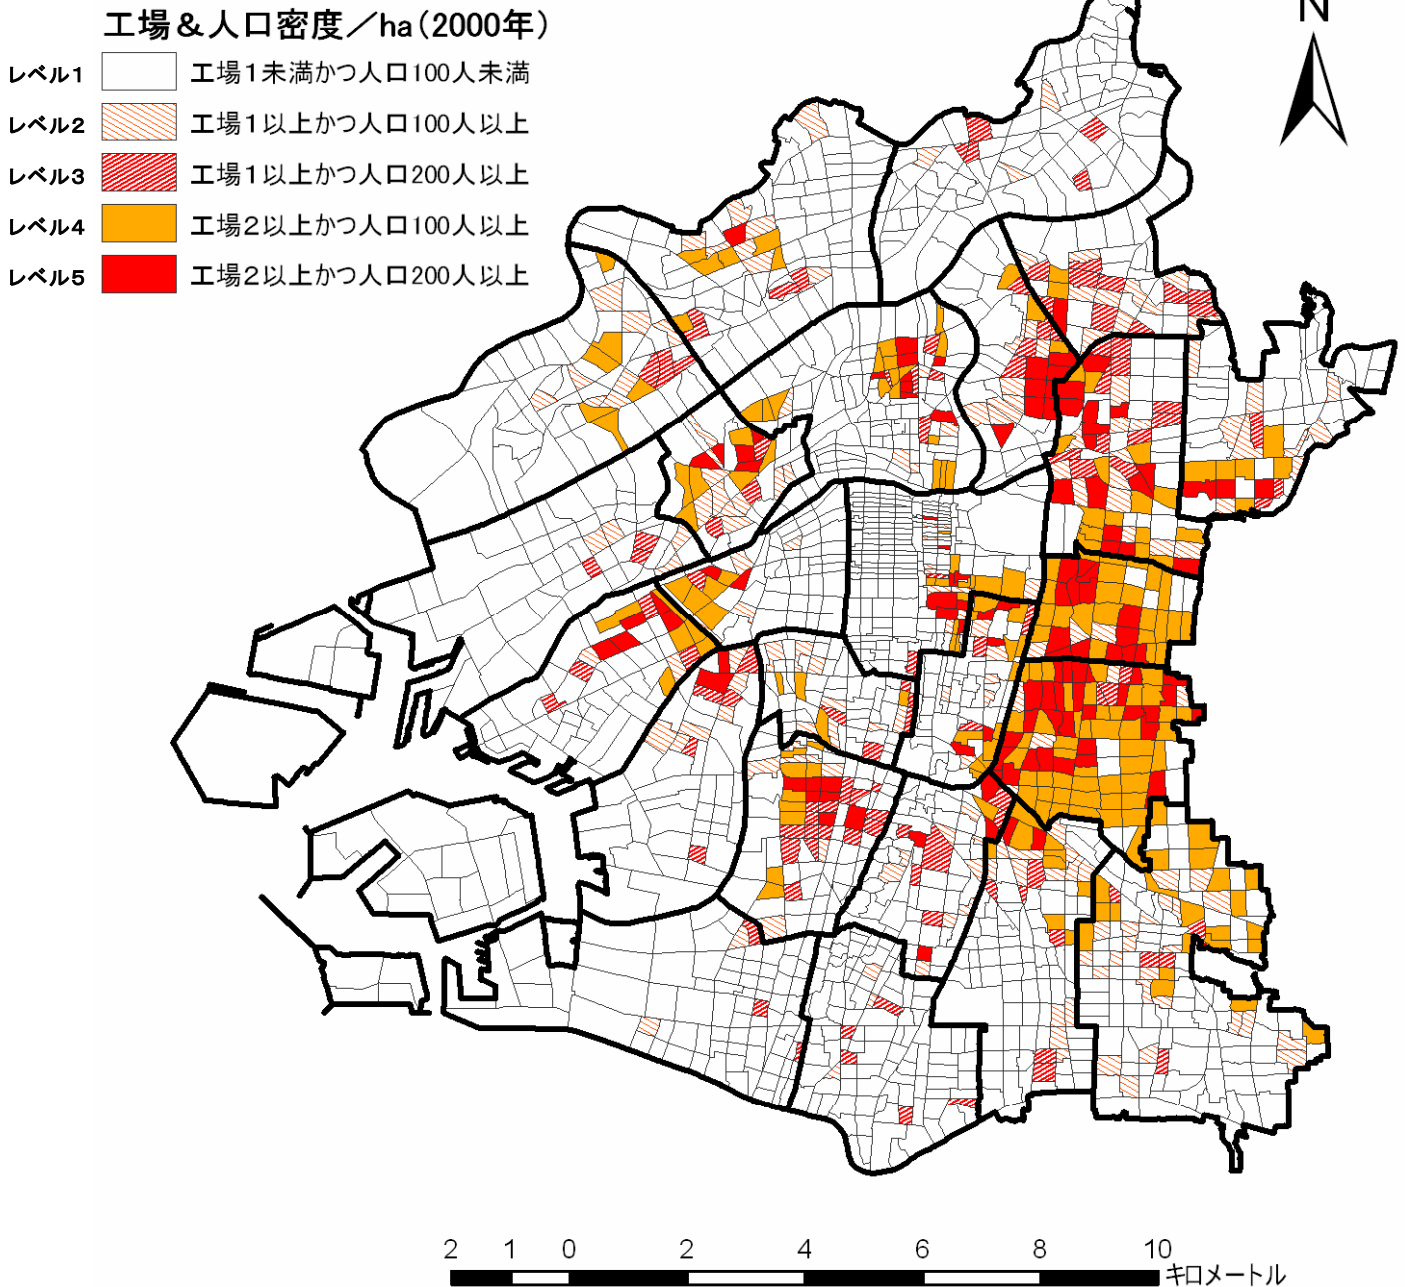 工場＆人口密度／ha(2000年)
レベル1 工場1未満かつ人口100人未満
レベル2 工場1以上かつ人口100人以上
レベル3 工場1以上かつ人口200人以上
レベル4 工場2以上かつ人口100人以上
レベル5 工場2以上かつ人口200人以上
N
2 1 0 2 4 6 8 10
キロメートル